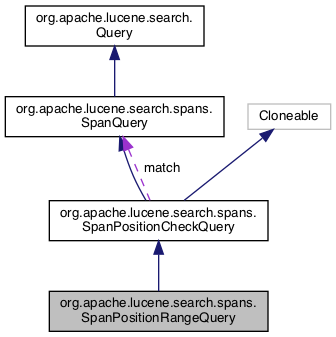 org.apache.lucene.search.
Query
org.apache.lucene.search.spans.
SpanQuery
Cloneable
match
org.apache.lucene.search.spans.
SpanPositionCheckQuery
org.apache.lucene.search.spans.
SpanPositionRangeQuery